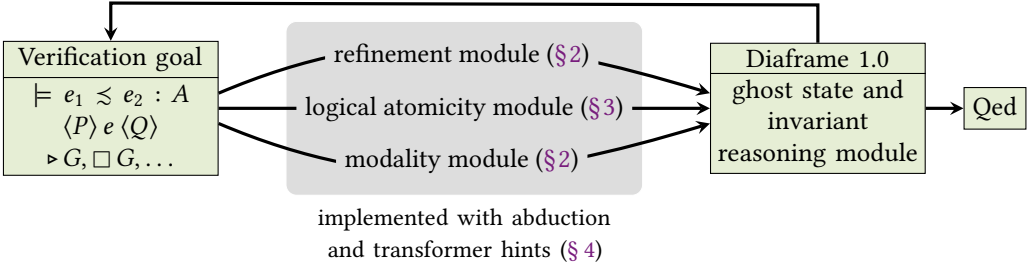 Verification goal
⊨ e₁ ≾ e₂ : A
⟨P⟩ e ⟨Q⟩
▹ G, □ G, . . .
refinement module (§2)
logical atomicity module (§3)
modality module (§2)
implemented with abduction
and transformer hints (§ 4)
Diaframe 1.0
ghost state and
invariant
reasoning module
Qed